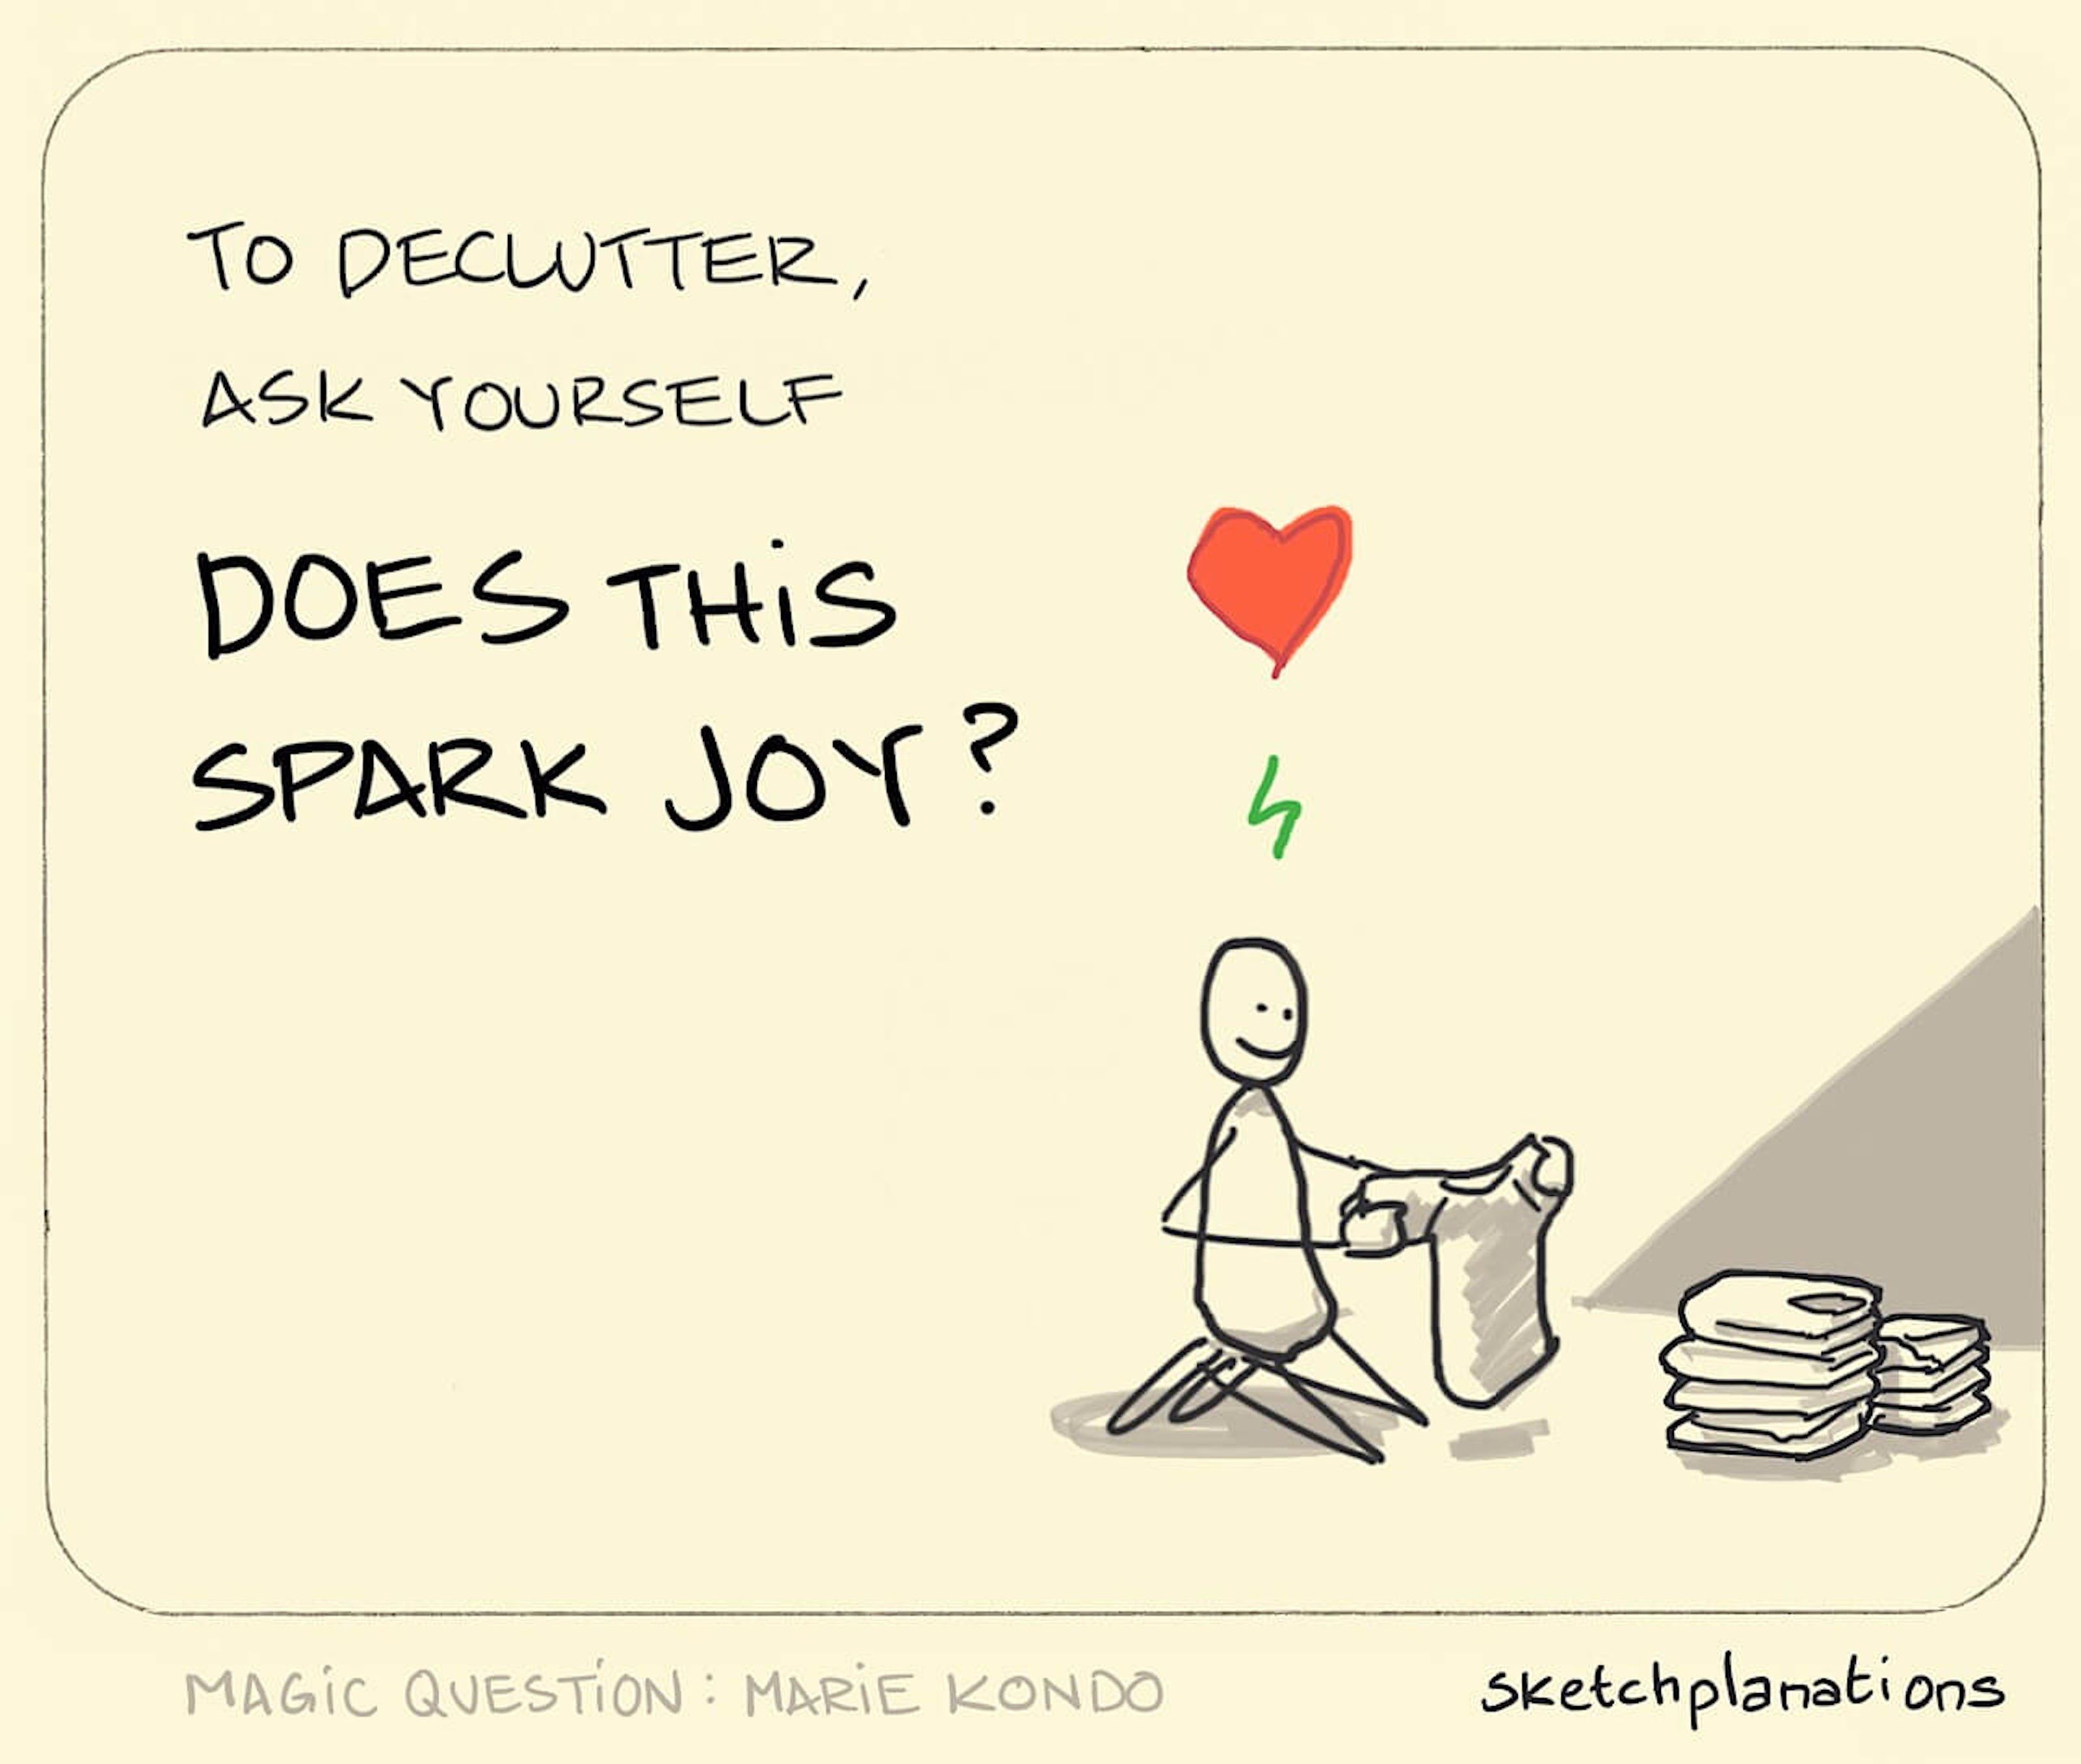 TO DECLUTTER,
ASK YOURSELF
DOES THiS
SPARK JOY?
MAGiC QUESTiON: MARiE KONDO
sketchplanations